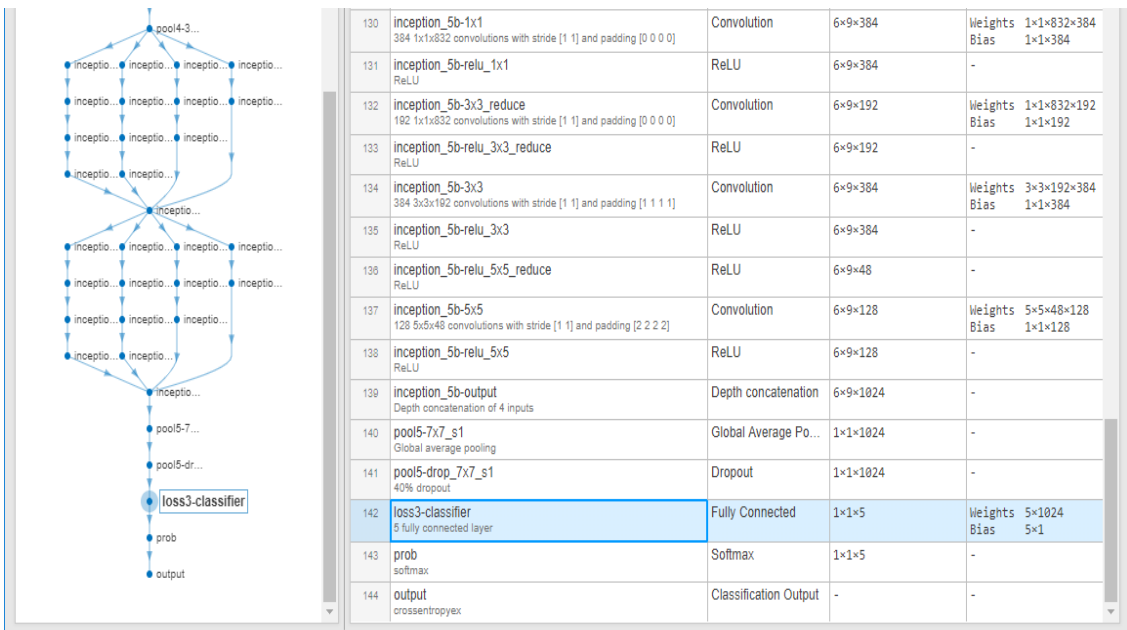 pool4-3...
inceptio... inceptio... inceptio... inceptio...
inceptio... inceptio... inceptio... inceptio...
inceptio... inceptio... inceptio...
inceptio... inceptio...
inceptio...
inceptio... inceptio... inceptio... inceptio...
inceptio... inceptio... inceptio... inceptio...
inceptio... inceptio... inceptio...
inceptio... inceptio...
inceptio...
pool5-7...
pool5-dr...
loss3-classifier
prob
output
130 inception_5b-1x1 Convolution 6×9×384 Weights 1×1×832×384
384 1x1x832 convolutions with stride [1 1] and padding [0 0 0 0] Bias 1×1×384
131 inception_5b-relu_1x1 ReLU 6×9×384 -
ReLU
132 inception_5b-3x3_reduce Convolution 6×9×192 Weights 1×1×832×192
192 1x1x832 convolutions with stride [1 1] and padding [0 0 0 0] Bias 1×1×192
133 inception_5b-relu_3x3_reduce ReLU 6×9×192 -
ReLU
134 inception_5b-3x3 Convolution 6×9×384 Weights 3×3×192×384
384 3x3x192 convolutions with stride [1 1] and padding [1 1 1 1] Bias 1×1×384
135 inception_5b-relu_3x3 ReLU 6×9×384 -
ReLU
136 inception_5b-relu_5x5_reduce ReLU 6×9×48 -
ReLU
137 inception_5b-5x5 Convolution 6×9×128 Weights 5×5×48×128
128 5x5x48 convolutions with stride [1 1] and padding [2 2 2 2] Bias 1×1×128
138 inception_5b-relu_5x5 ReLU 6×9×128 -
ReLU
139 inception_5b-output Depth concatenation 6×9×1024 -
Depth concatenation of 4 inputs
140 pool5-7x7_s1 Global Average Po... 1×1×1024 -
Global average pooling
141 pool5-drop_7x7_s1 Dropout 1×1×1024 -
40% dropout
142 loss3-classifier Fully Connected 1×1×5 Weights 5×1024
5 fully connected layer Bias 5×1
143 prob Softmax 1×1×5 -
softmax
144 output Classification Output - -
crossentropyex